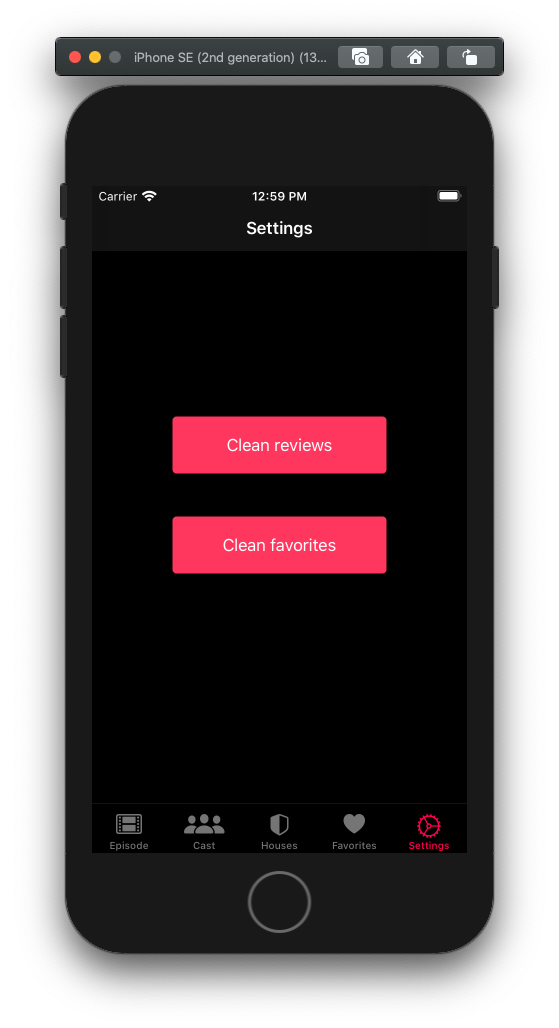 iPhone SE (2nd generation) (13...
Carrier 12:59 PM
Settings
Clean reviews
Clean favorites
Episode Cast Houses Favorites Settings